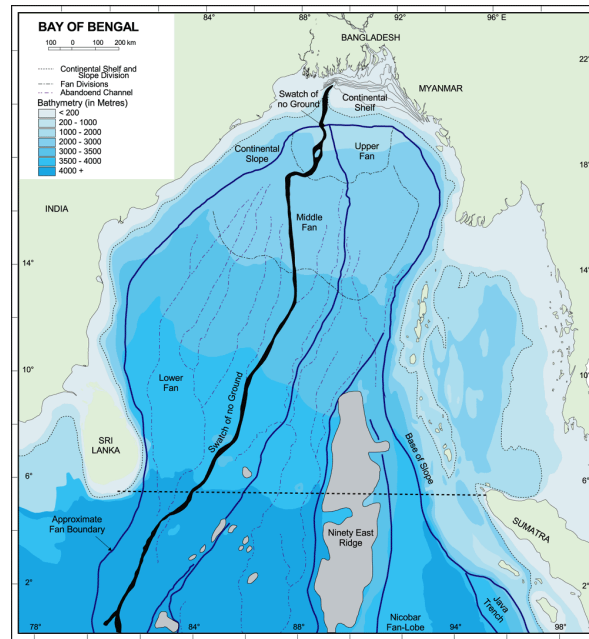 BAY OF BENGAL
100 0 100 200 km
Continental Shelf and
Slope Division
Fan Divisions
Abandoend Channel
Bathymetry (in Metres)
< 200
200 - 1000
1000 - 2000
2000 - 3000
3000 - 3500
3500 - 4000
4000 +
84°
88°
92°
96° E
BANGLADESH
22°
MYANMAR
Swatch of
no Ground
Continental
Shelf
Continental
Slope
Upper
Fan
18°
18°
INDIA
Middle
Fan
14°
14°
10°
10°
Lower
Fan
Swatch of no Ground
SRI
LANKA
Base of Slope
6°
6°
SUMATRA
Approximate
Fan Boundary
Ninety East
Ridge
2°
2°
Java
Trench
78°
84°
88°
Nicobar
Fan-Lobe
94°
98°